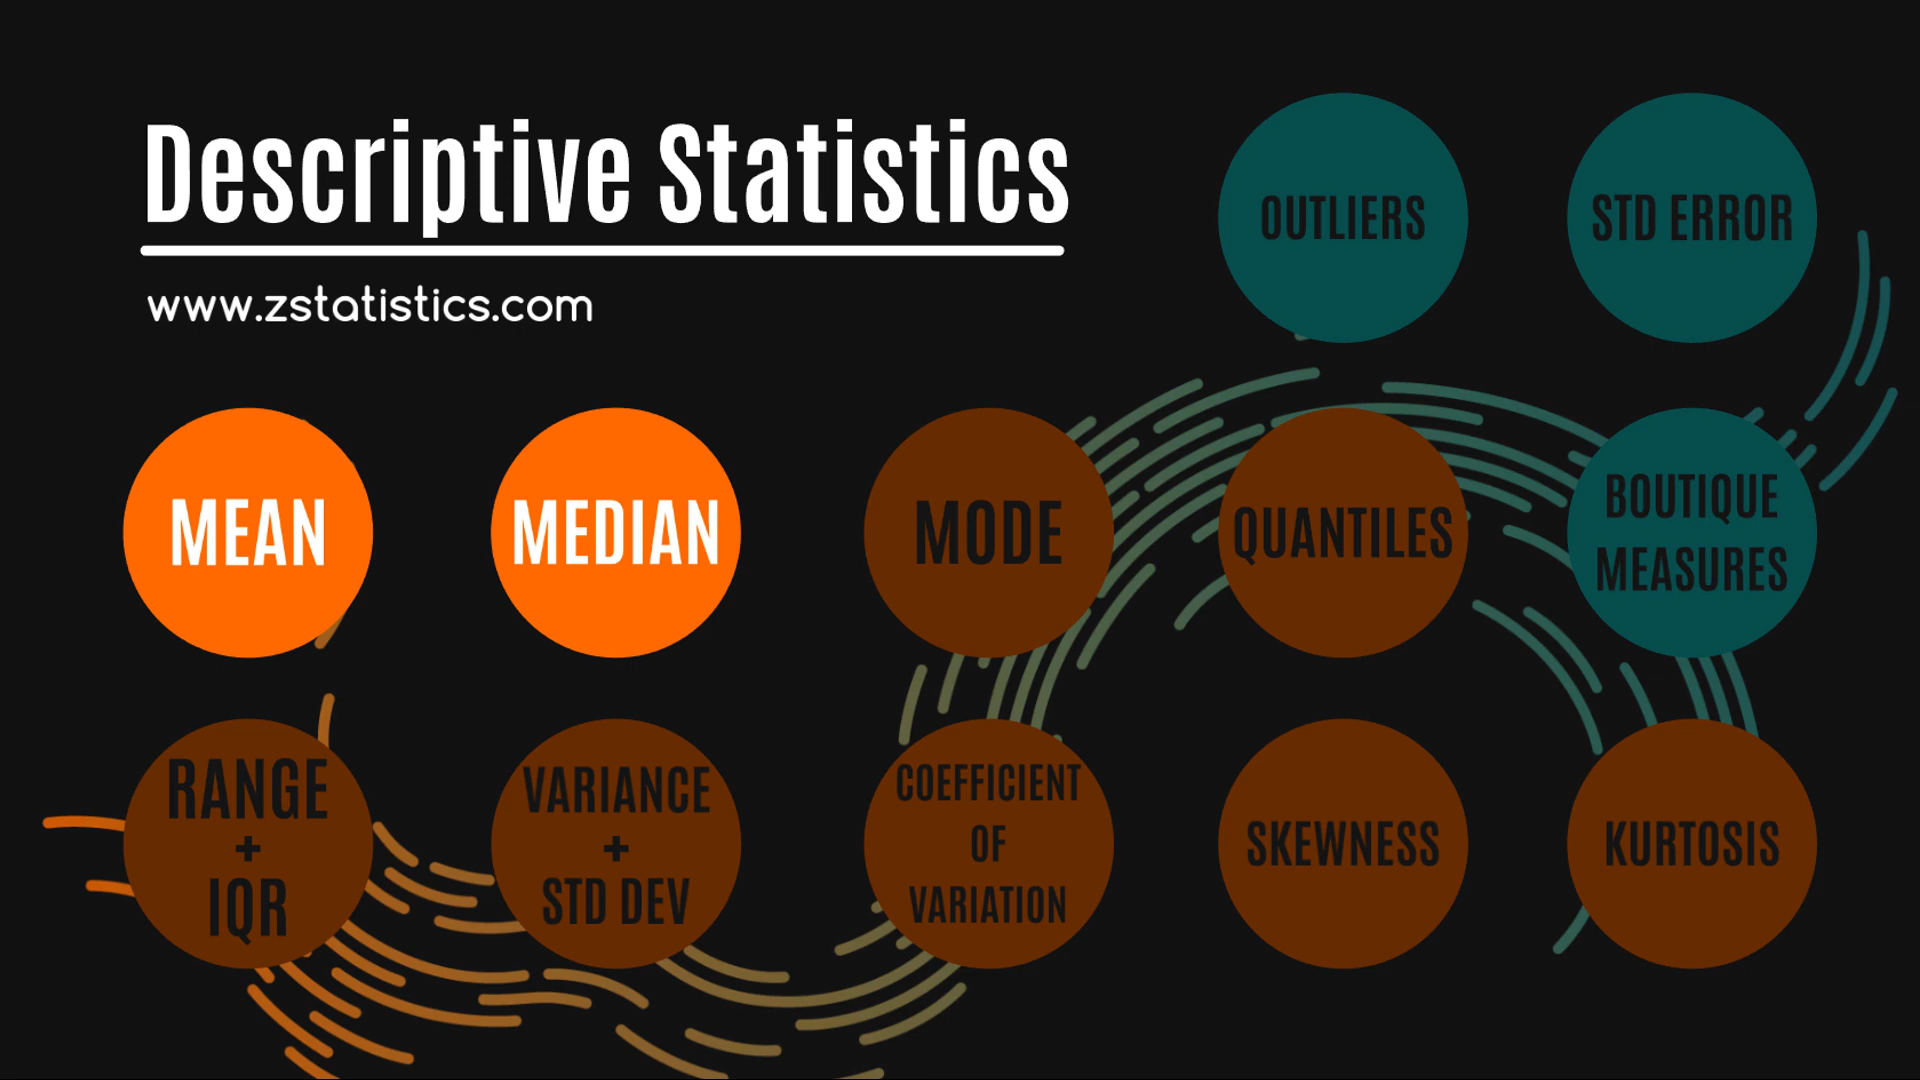 Descriptive Statistics
www.zstatistics.com
OUTLIERS
STD ERROR
MEAN
MEDIAN
MODE
QUANTILES
BOUTIQUE
MEASURES
RANGE
+
IQR
VARIANCE
+
STD DEV
COEFFICIENT
OF
VARIATION
SKEWNESS
KURTOSIS